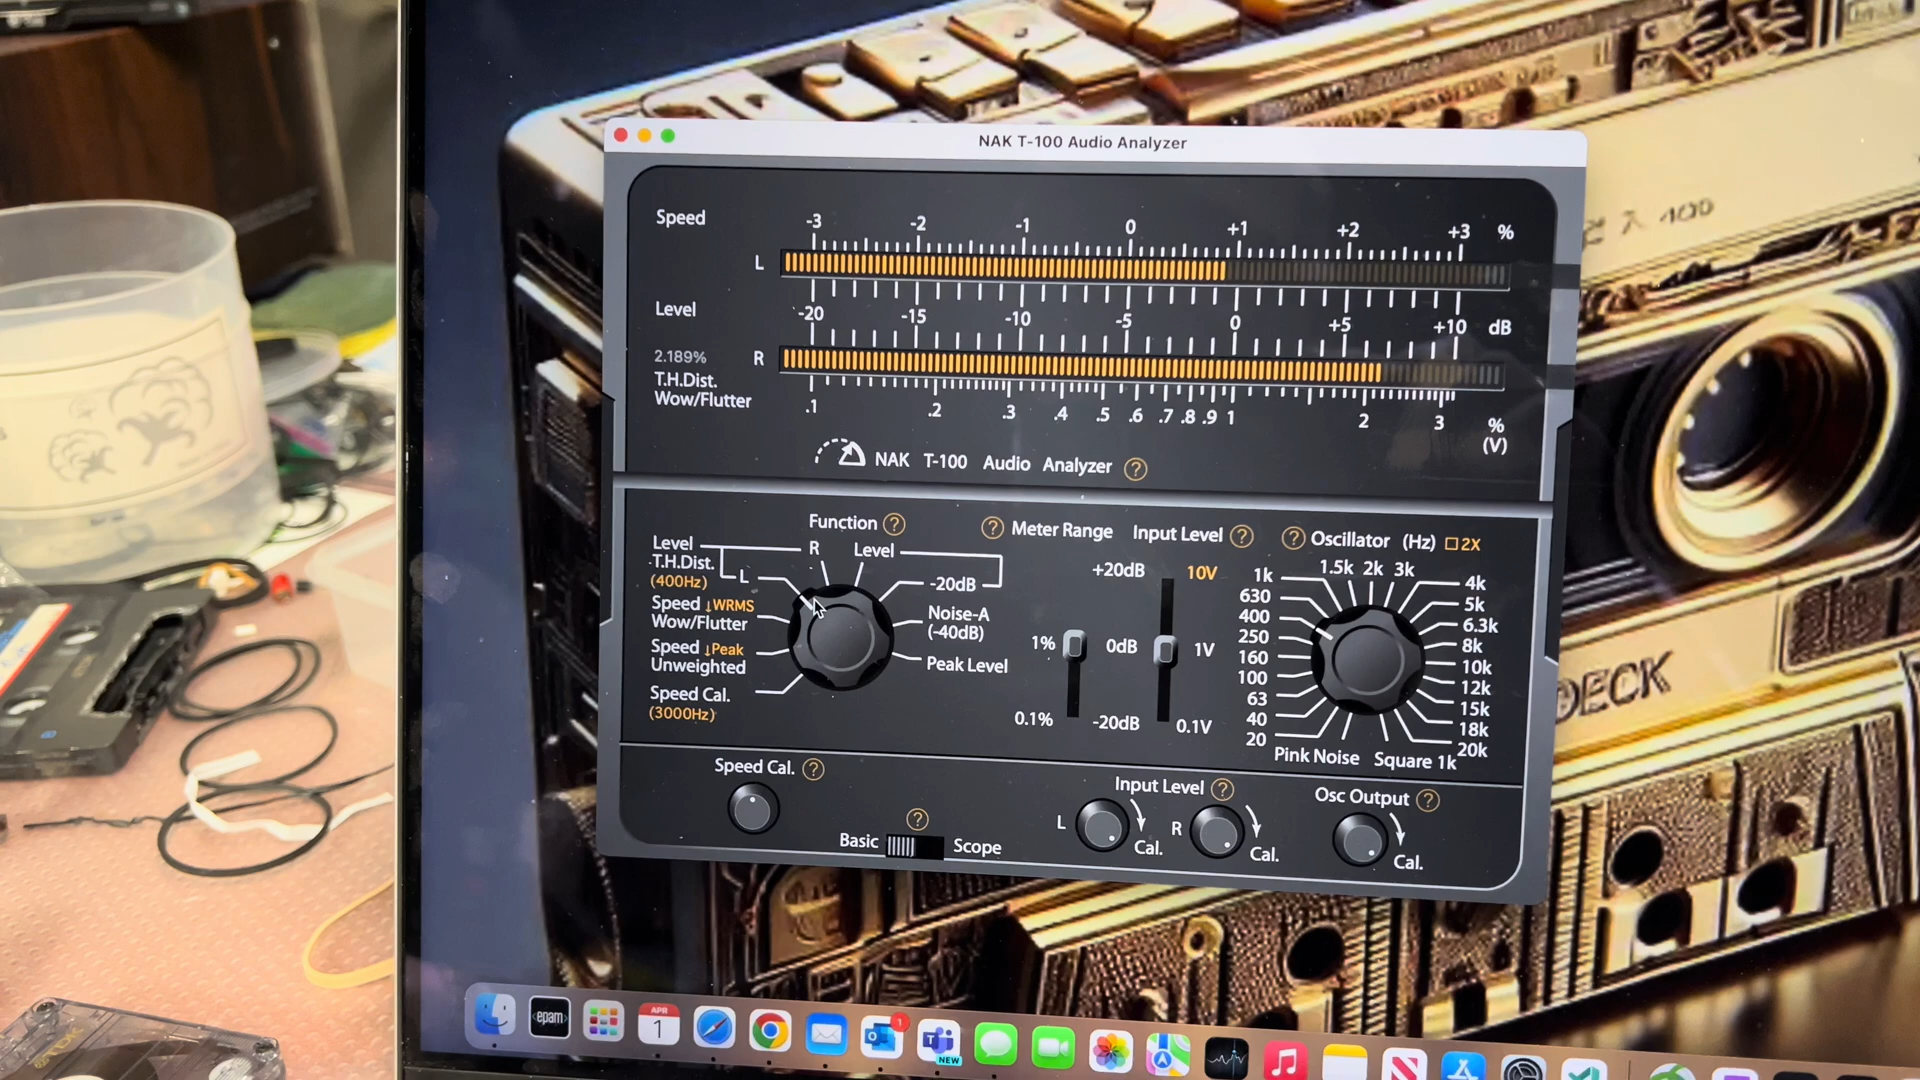 NAK T-100 Audio Analyzer
Speed
-3 -2 -1 0 +1 +2 +3 %
L
Level
-20 -15 -10 -5 0 +5 +10 dB
2.189%
R
T.H.Dist.
Wow/Flutter
.1 .2 .3 .4 .5 .6 .7 .8 .9 1 2 3 %
(V)
NAK T-100 Audio Analyzer ?
Function ?
? Meter Range
Input Level ?
? Oscillator (Hz) 2X
Level
T.H.Dist.
(400Hz)
L
R
Level
-20dB
Speed ↓WRMS
Wow/Flutter
Noise-A
(-40dB)
Speed ↓Peak
Unweighted
Peak Level
Speed Cal.
(3000Hz)
+20dB 10V
1% 0dB 1V
0.1% -20dB 0.1V
1k 1.5k 2k 3k 4k
630 5k
400 6.3k
250 8k
160 10k
100 12k
63 15k
40 18k
20 20k
Pink Noise Square 1k
Speed Cal. ?
?
Basic Scope
Input Level ?
L Cal. R Cal.
Osc Output ?
Cal.
DECK
epam
APR
1
1
NEW